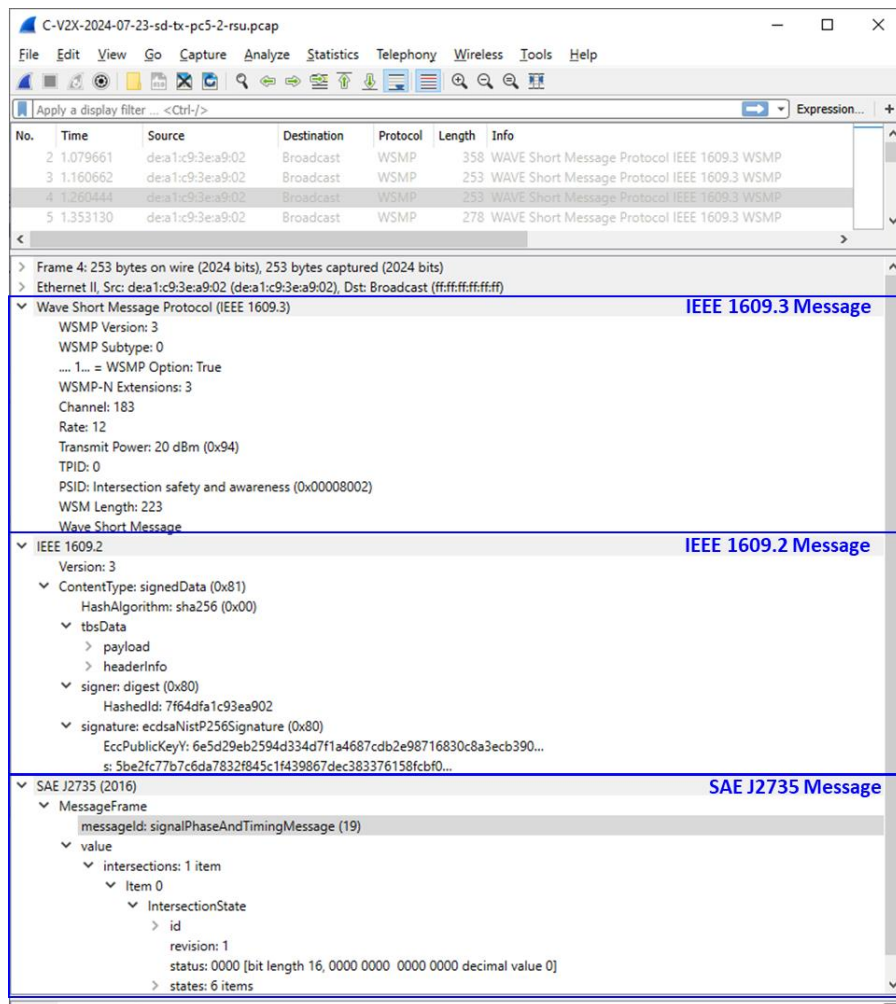 C-V2X-2024-07-23-sd-tx-pc5-2-rsu.pcap
File Edit View Go Capture Analyze Statistics Telephony Wireless Tools Help
Apply a display filter ... <Ctrl-/> Expression... +
No. Time Source Destination Protocol Length Info
2 1.079661 de:a1:c9:3e:a9:02 Broadcast WSMP 358 WAVE Short Message Protocol IEEE 1609.3 WSMP
3 1.160662 de:a1:c9:3e:a9:02 Broadcast WSMP 253 WAVE Short Message Protocol IEEE 1609.3 WSMP
4 1.260444 de:a1:c9:3e:a9:02 Broadcast WSMP 253 WAVE Short Message Protocol IEEE 1609.3 WSMP
5 1.353130 de:a1:c9:3e:a9:02 Broadcast WSMP 278 WAVE Short Message Protocol IEEE 1609.3 WSMP
Frame 4: 253 bytes on wire (2024 bits), 253 bytes captured (2024 bits)
Ethernet II, Src: de:a1:c9:3e:a9:02 (de:a1:c9:3e:a9:02), Dst: Broadcast (ff:ff:ff:ff:ff:ff)
Wave Short Message Protocol (IEEE 1609.3) IEEE 1609.3 Message
WSMP Version: 3
WSMP Subtype: 0
.... 1... = WSMP Option: True
WSMP-N Extensions: 3
Channel: 183
Rate: 12
Transmit Power: 20 dBm (0x94)
TPID: 0
PSID: Intersection safety and awareness (0x00008002)
WSM Length: 223
Wave Short Message
IEEE 1609.2 IEEE 1609.2 Message
Version: 3
ContentType: signedData (0x81)
HashAlgorithm: sha256 (0x00)
tbsData
payload
headerInfo
signer: digest (0x80)
HashedId: 7f64dfa1c93ea902
signature: ecdsaNistP256Signature (0x80)
EccPublicKeyY: 6e5d29eb2594d334d7f1a4687cdb2e98716830c8a3ecb390...
s: 5be2fc77b7c6da7832f845c1f439867dec383376158fcbf0...
SAE J2735 (2016) SAE J2735 Message
MessageFrame
messageId: signalPhaseAndTimingMessage (19)
value
intersections: 1 item
Item 0
IntersectionState
id
revision: 1
status: 0000 [bit length 16, 0000 0000 0000 0000 decimal value 0]
states: 6 items